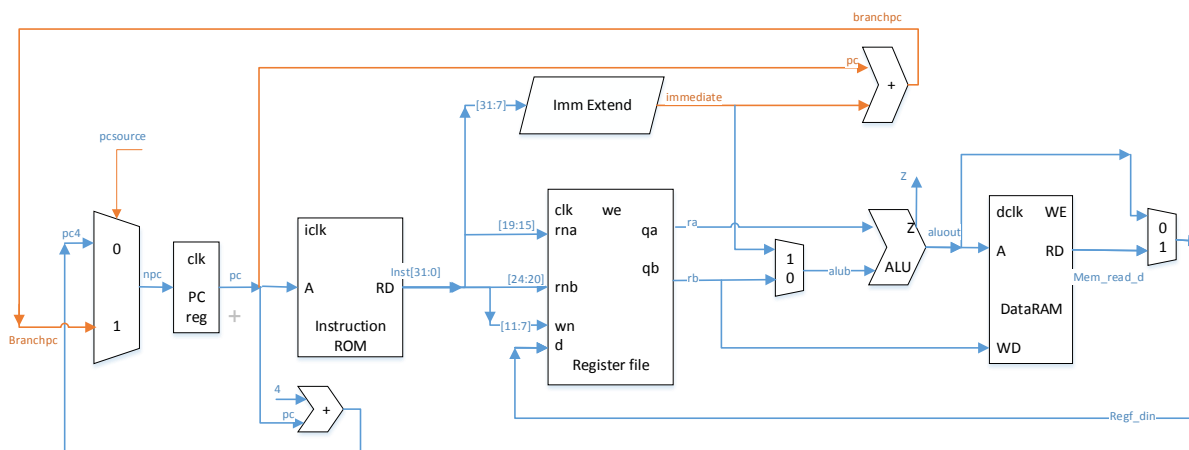 branchpc
pc
+
[31:7]
Imm Extend
immediate
pcsource
Z
clk
we
[19:15]
rna
qa
ra
dclk
WE
iclk
pc4
0
clk
Z
0
aluout
A
RD
1
qb
1
npc
pc
Inst[31:0]
[24:20]
rb
0
alub
ALU
Mem_read_d
A
RD
rnb
PC
reg
+
1
Instruction
ROM
[11:7]
wn
DataRAM
Branchpc
d
WD
Register file
4
+
pc
Regf_din